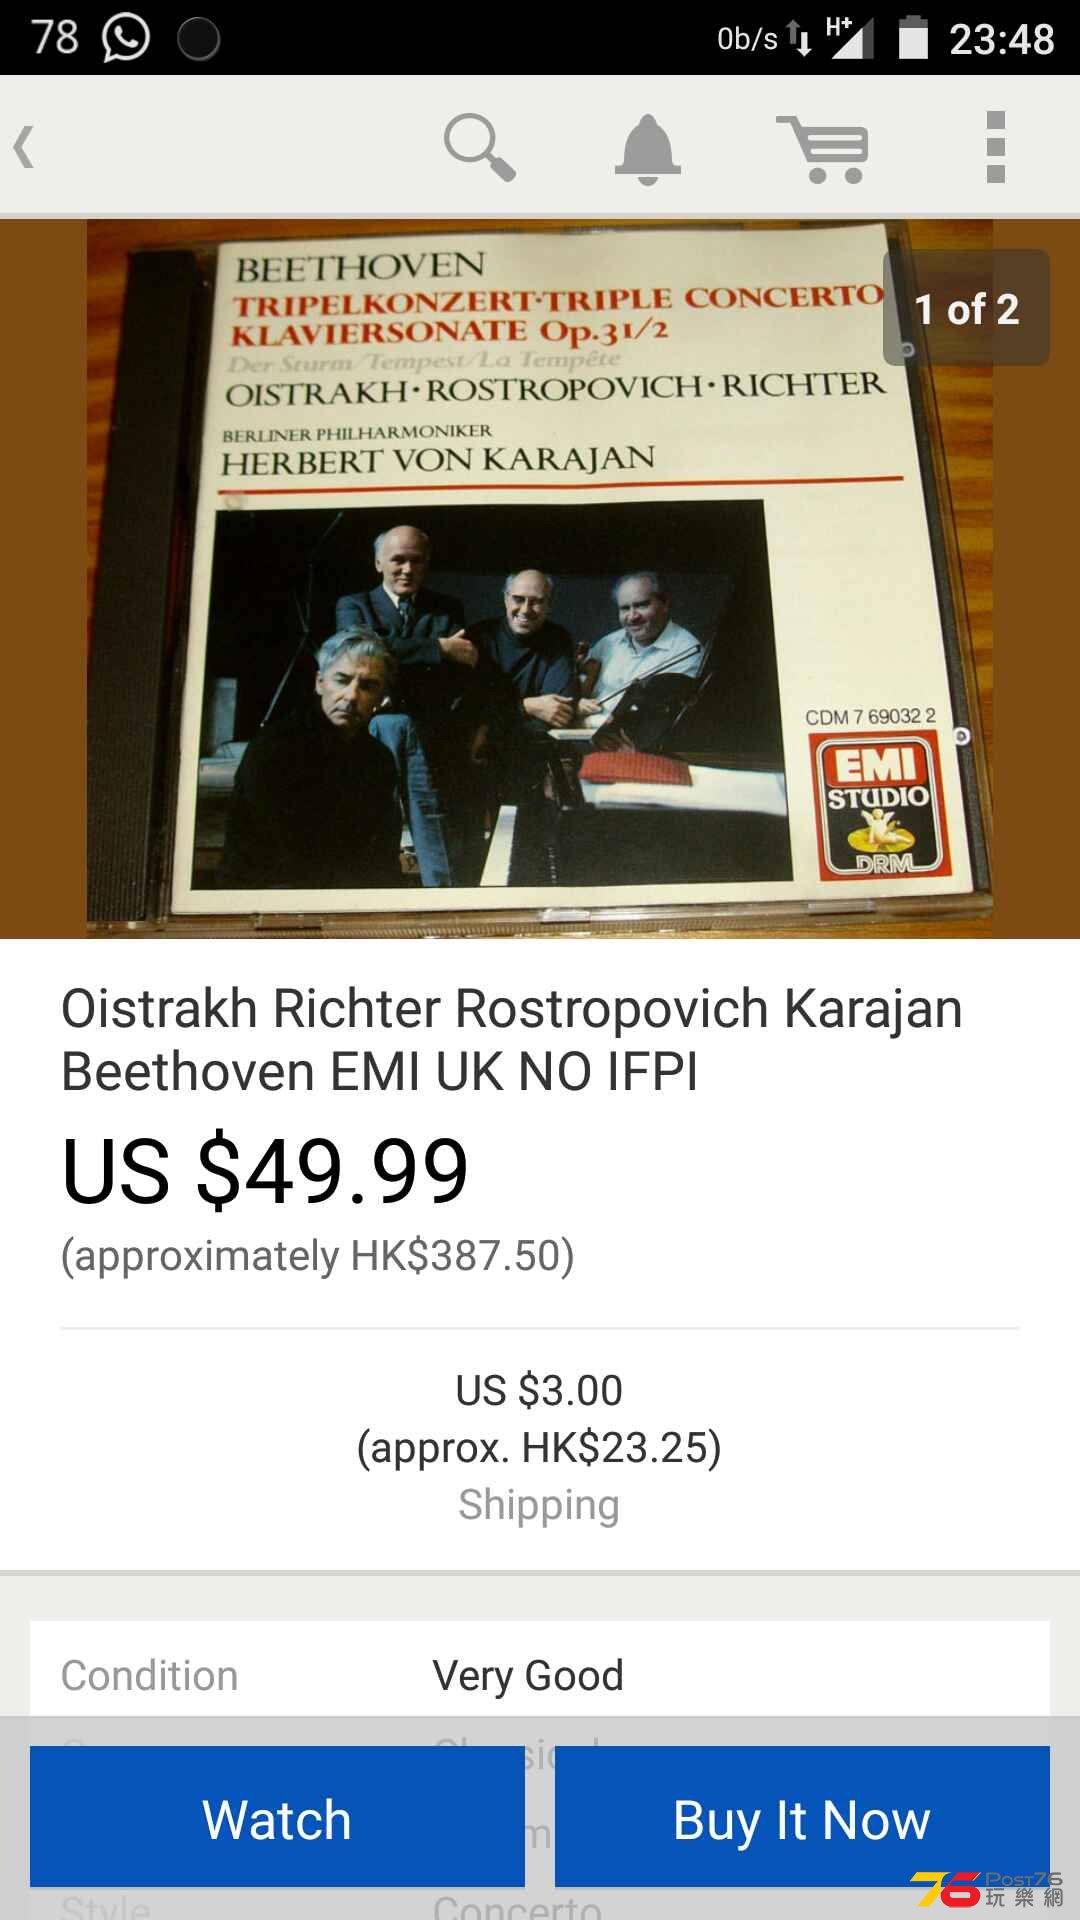 78
0b/s
H+
23:48
BEETHOVEN
TRIPELKONZERT·TRIPLE CONCERTO
KLAVIERSONATE Op.31/2
Der Sturm/Tempest/La Tempête
OISTRAKH·ROSTROPOVICH·RICHTER
BERLINER PHILHARMONIKER
HERBERT VON KARAJAN
1 of 2
CDM 7 69032 2
EMI
STUDIO
DRM
Oistrakh Richter Rostropovich Karajan
Beethoven EMI UK NO IFPI
US $49.99
(approximately HK$387.50)
US $3.00
(approx. HK$23.25)
Shipping
Condition Very Good
Watch
Buy It Now
Style Concerto
76 Post76
玩樂網